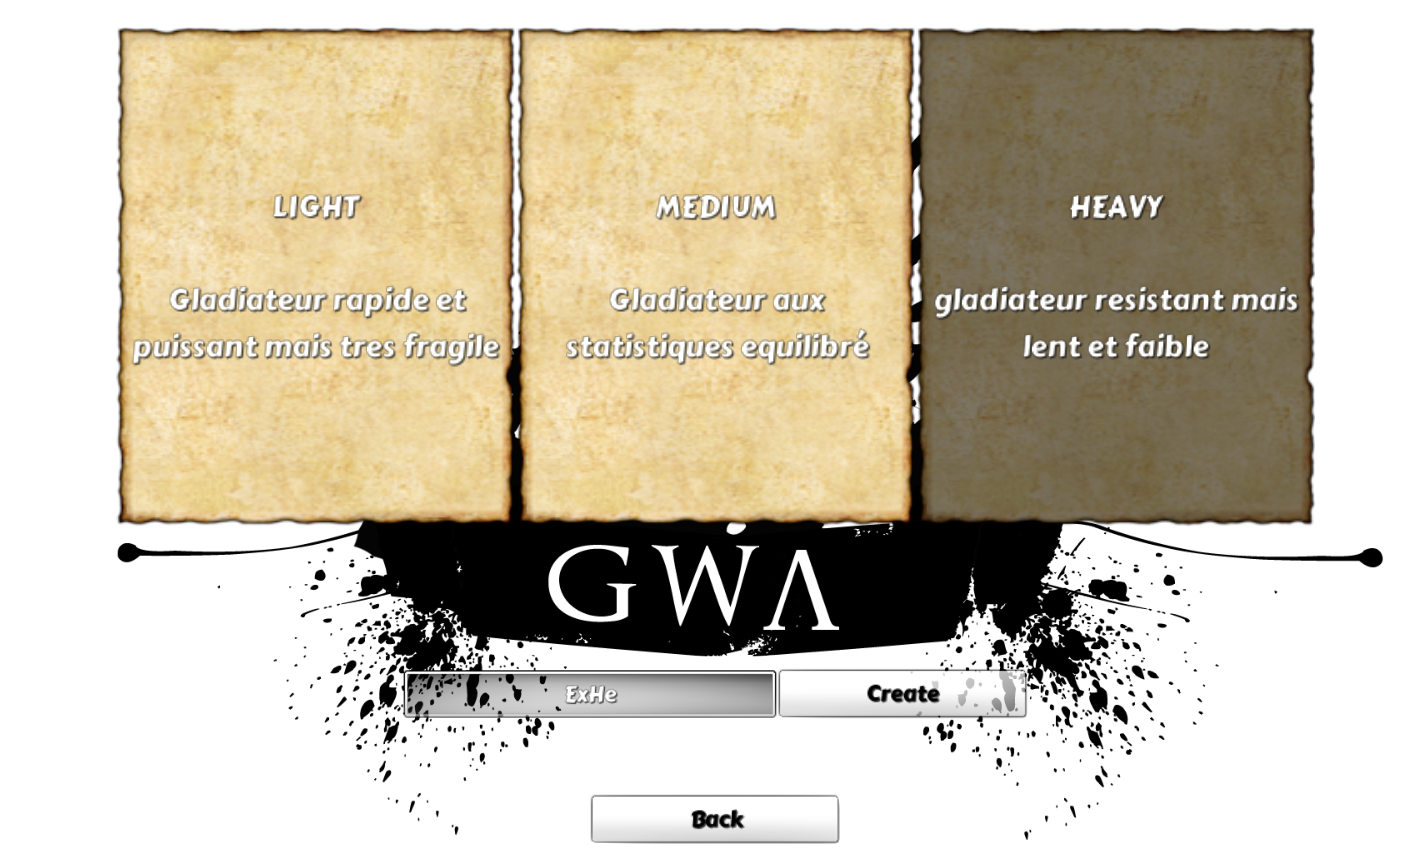 LIGHT
Gladiateur rapide et
puissant mais tres fragile
MEDIUM
Gladiateur aux
statistiques equilibré
HEAVY
gladiateur resistant mais
lent et faible
GWΛ
ExHe
Create
Back